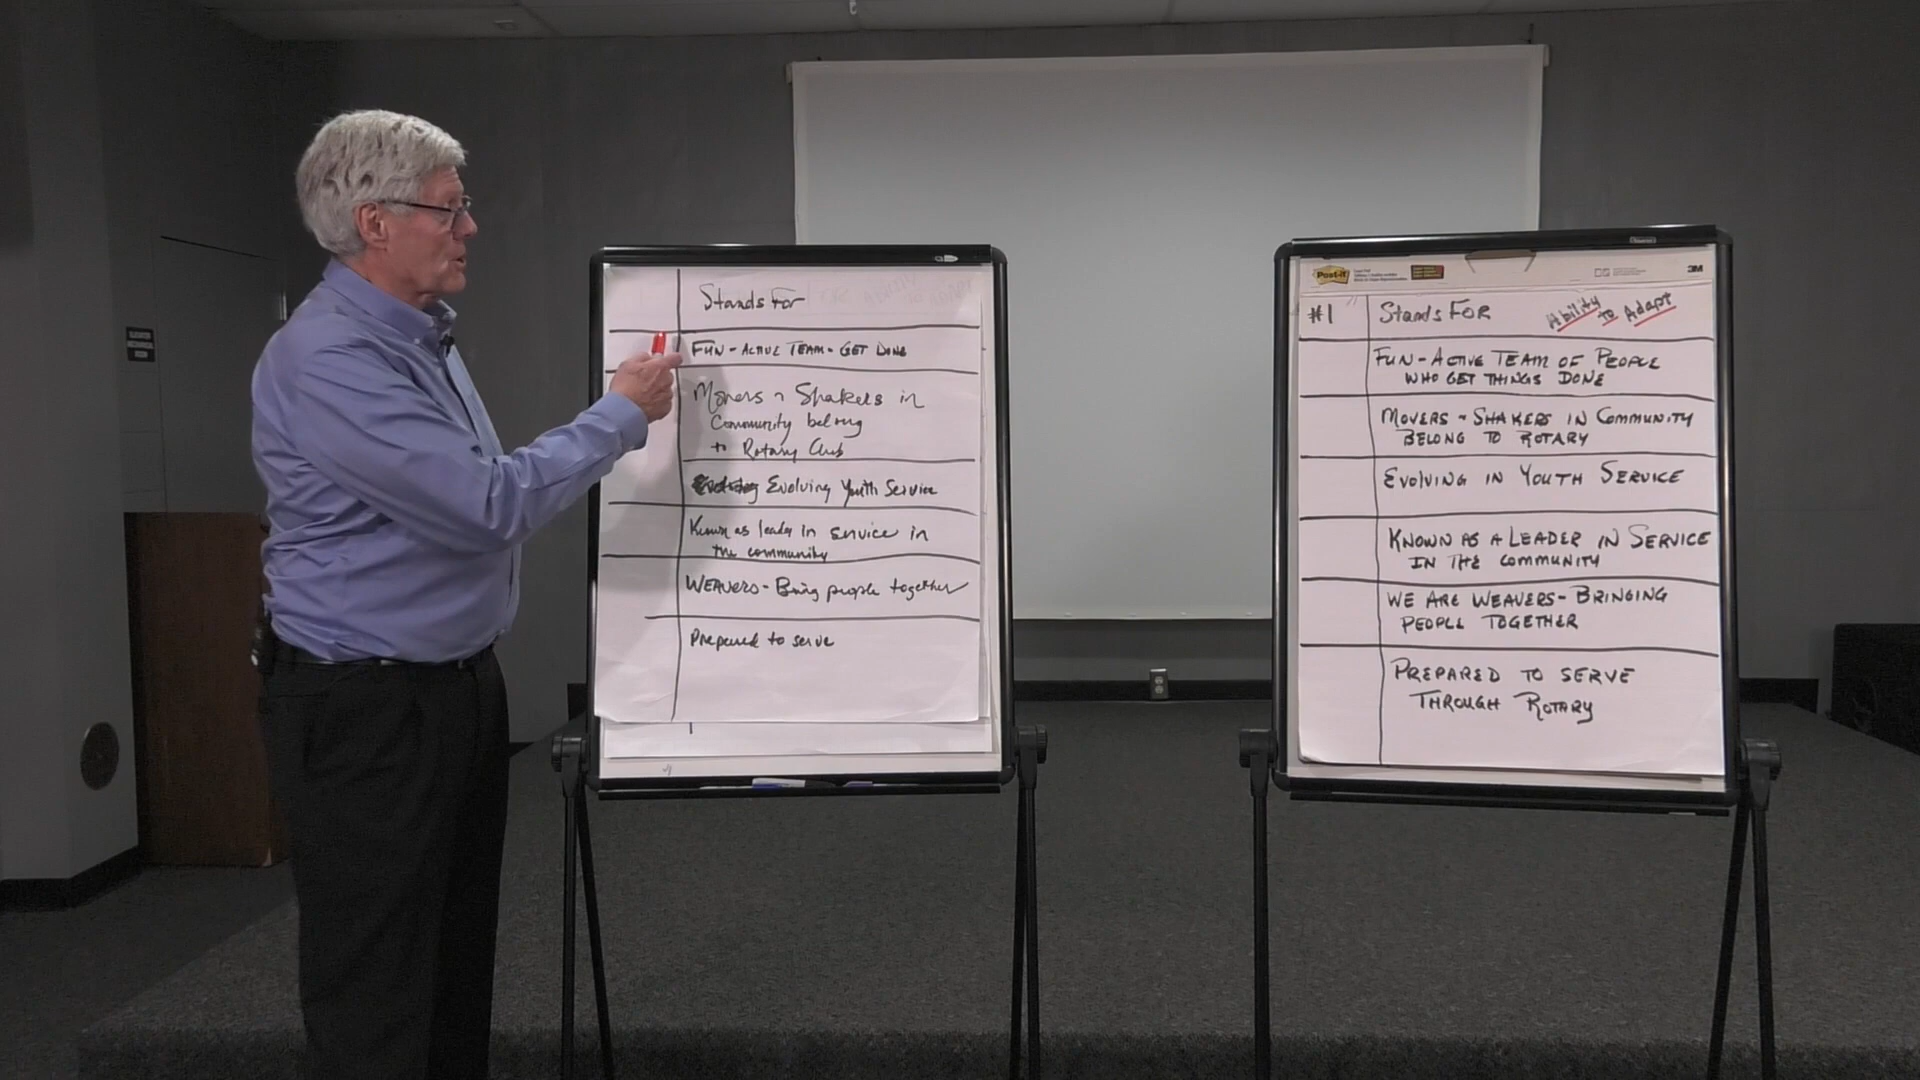 ELEVATOR
MECHANICAL
ROOM
Stands For
FUN - ACTIVE TEAM - GET DONE
Movers n Shakers in
Community belong
to Rotary Club
Evolving Youth Service
Known as leader in service in
the community
WEAVERS - Bring people together
Prepared to serve
Post-it
3M
#1
Stands FOR
Ability
to Adapt
FUN - ACTIVE TEAM OF PEOPLE
WHO GET THINGS DONE
MOVERS - SHAKERS IN COMMUNITY
BELONG TO ROTARY
EVOLVING IN YOUTH SERVICE
KNOWN AS A LEADER IN SERVICE
IN THE COMMUNITY
WE ARE WEAVERS - BRINGING
PEOPLE TOGETHER
PREPARED TO SERVE
THROUGH ROTARY